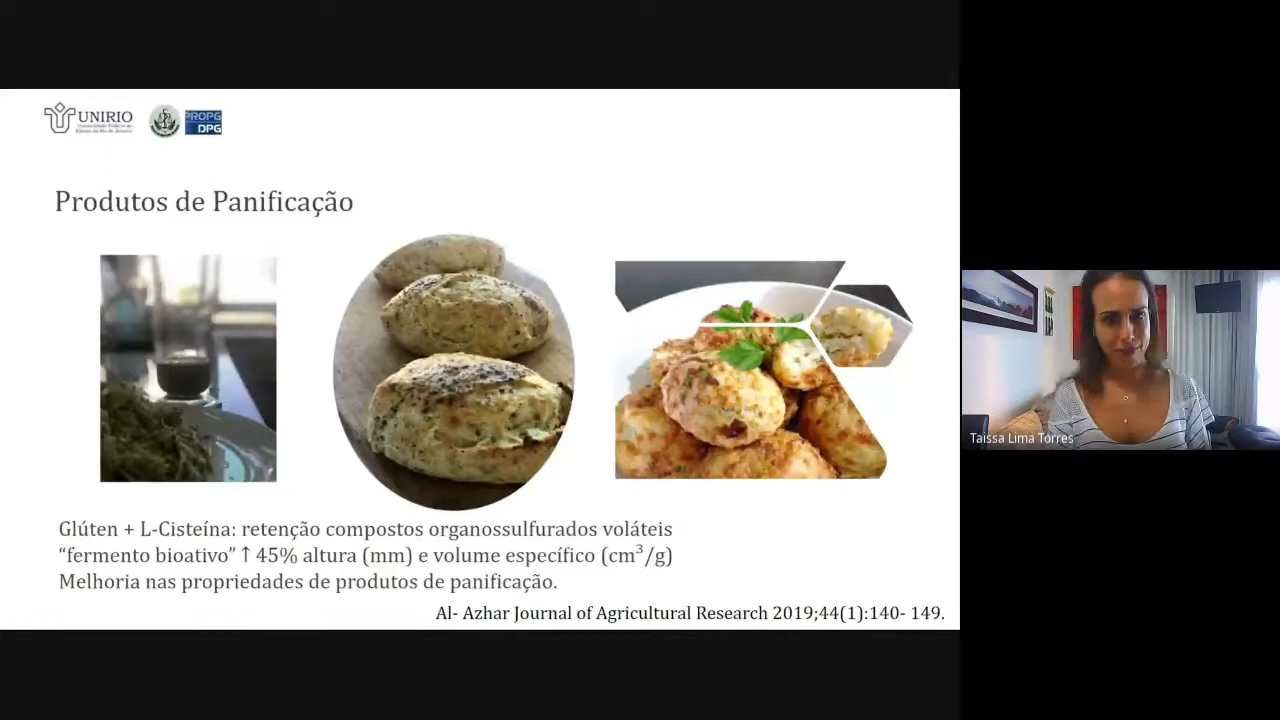 UNIRIO
PROPG
DPG
Produtos de Panificação
Glúten + L-Cisteína: retenção compostos organossulfurados voláteis
“fermento bioativo” ↑ 45% altura (mm) e volume específico (cm³/g)
Melhoria nas propriedades de produtos de panificação.
Al- Azhar Journal of Agricultural Research 2019;44(1):140- 149.
Taissa Lima Torres